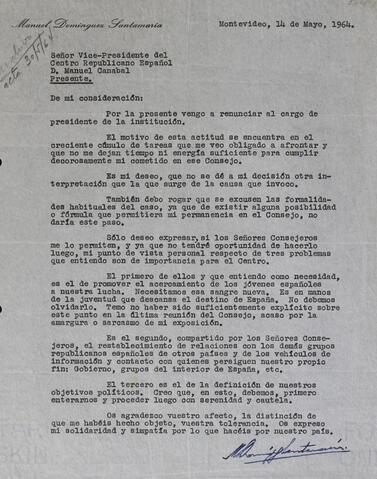 Manuel Domínguez Santamaría
Montevideo, 14 de Mayo, 1964.
Señor Vice-Presidente del
Centro Republicano Español
D. Manuel Canabal
Presente.
De mi consideración:
Por la presente vengo a renunciar al cargo de
presidente de la institución.
El motivo de esta actitud se encuentra en el
creciente cúmulo de tareas que me veo obligado a afrontar y
que no me dejan tiempo ni energía suficiente para cumplir
decorosamente mi cometido en ese Consejo.
Es mi deseo, que no se dé a mi decisión otra in-
terpretación que la que surge de la causa que invoco.
También debo rogar que se excusen las formalida-
des habituales del caso, ya que de existir alguna posibilidad
o fórmula que permitiera mi permanencia en el Consejo, no
daría este paso.
Sólo deseo expresar, si los Señores Consejeros
me lo permiten, y ya que no tendré oportunidad de hacerlo
luego, mi punto de vista personal respecto de tres problemas
que entiendo son de importancia para el Centro.
El primero de ellos y que entiendo como necesidad,
es el de promover el acercamiento de los jóvenes españoles
a nuestra lucha. Necesitamos esa sangre nueva. Es en manos
de la juventud que descansa el destino de España. No debemos
olvidarlo. Temo no haber sido suficientemente explícito sobre
este punto en la última reunión del Consejo, acaso por la
amargura o sarcasmo de mi exposición.
Es el segundo, compartido por los Señores Conse-
jeros, el restablecimiento de relaciones con los demás grupos
republicanos españoles de otros países y de los vehículos de
información y contacto con quienes persiguen nuestro propio
fin: Gobierno, grupos del interior de España, etc.
El tercero es el de la definición de nuestros
objetivos políticos. Creo que, en esto, debemos, primero
enterarnos y proceder luego con serenidad y cautela.
Os agradezco vuestro afecto, la distinción de
que me habéis hecho objeto, vuestra tolerancia. Os expreso
mi solidaridad y simpatía por lo que hacéis por nuestro país.